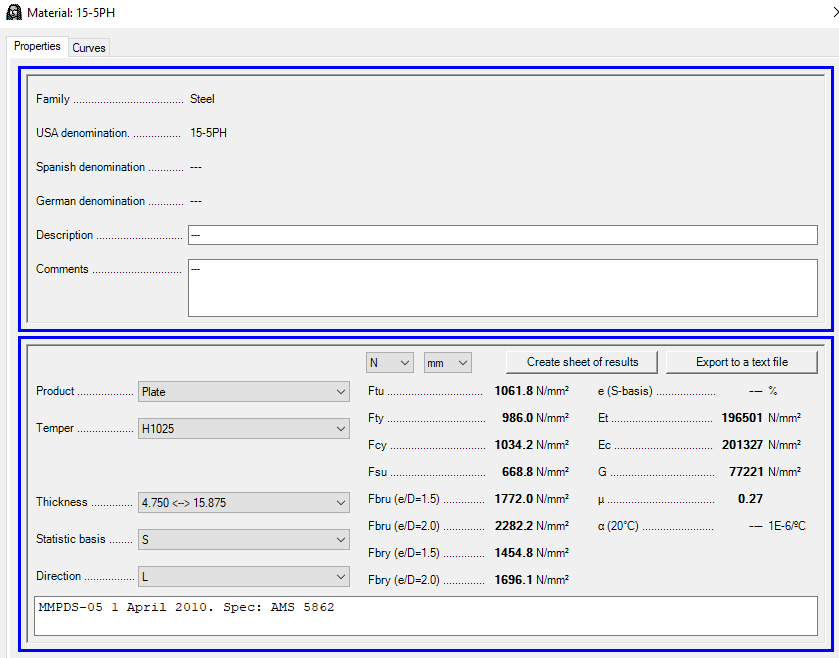 Material: 15-5PH
Properties Curves
Family .................................... Steel
USA denomination. ................ 15-5PH
Spanish denomination ............ ---
German denomination ............ ---
Description ............................. ---
Comments .............................. ---
N mm Create sheet of results Export to a text file
Product ................... Plate
Temper ................... H1025
Thickness .............. 4.750 <-> 15.875
Statistic basis ........ S
Direction ................. L
Ftu ...................................... 1061.8 N/mm²
Fty ...................................... 986.0 N/mm²
Fcy ..................................... 1034.2 N/mm²
Fsu ..................................... 668.8 N/mm²
Fbru (e/D=1.5) .............. 1772.0 N/mm²
Fbru (e/D=2.0) .............. 2282.2 N/mm²
Fbry (e/D=1.5) .............. 1454.8 N/mm²
Fbry (e/D=2.0) .............. 1696.1 N/mm²
e (S-basis) .................... --- %
Et .................................... 196501 N/mm²
Ec ................................... 201327 N/mm²
G .................................... 77221 N/mm²
µ ..................................... 0.27
α (20°C) ........................ --- 1E-6/ºC
MMPDS-05 1 April 2010. Spec: AMS 5862